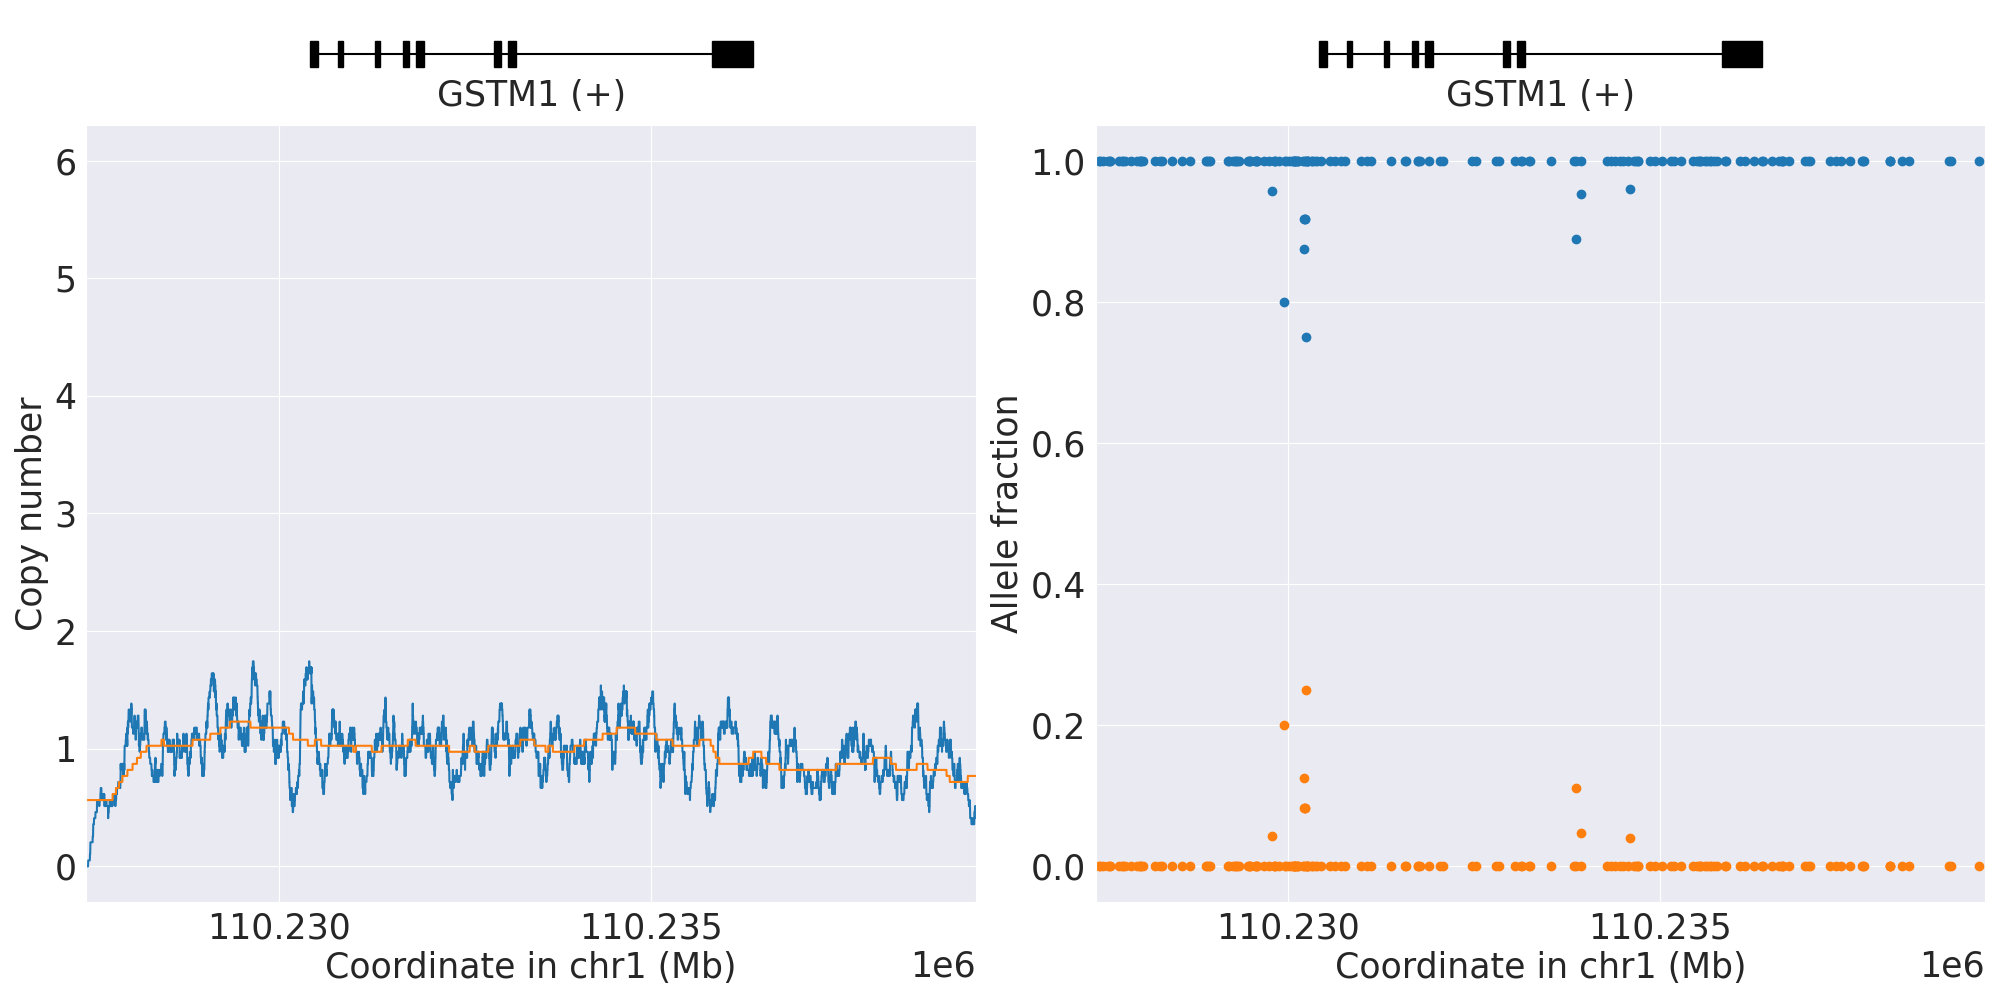 GSTM1 (+)
6
5
4
3
2
1
0
Copy number
110.230
110.235
Coordinate in chr1 (Mb)
1e6
GSTM1 (+)
1.0
0.8
0.6
0.4
0.2
0.0
Allele fraction
110.230
110.235
Coordinate in chr1 (Mb)
1e6